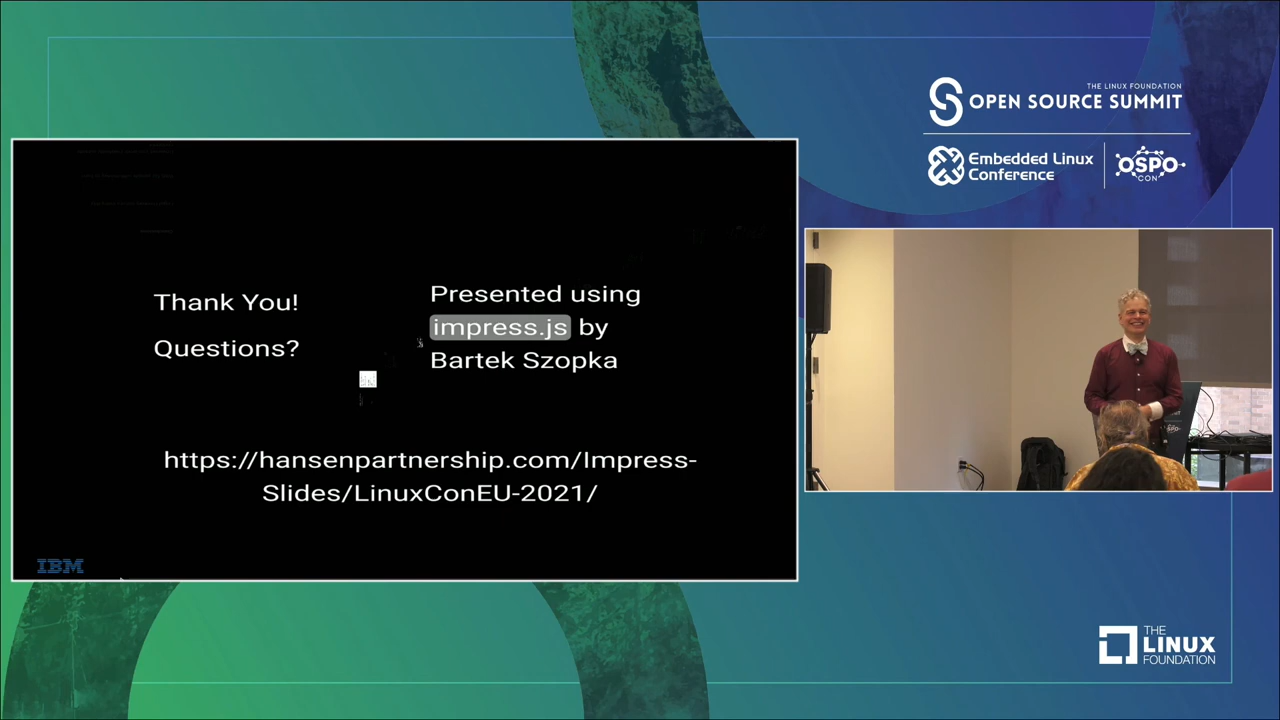 THE LINUX FOUNDATION
OPEN SOURCE SUMMIT
Embedded Linux
Conference
OSPO
CON
Thank You!
Questions?
Presented using
impress.js by
Bartek Szopka
https://hansenpartnership.com/Impress-
Slides/LinuxConEU-2021/
IBM
THE
LINUX
FOUNDATION